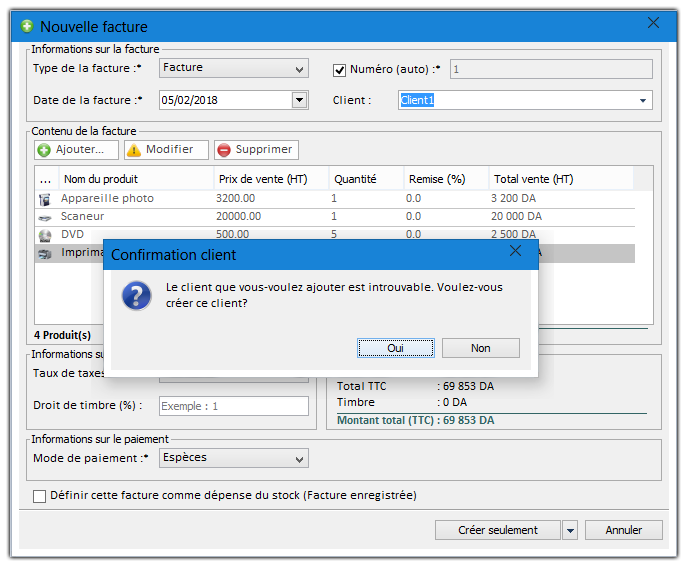 Nouvelle facture
Informations sur la facture
Type de la facture :* Facture Numéro (auto) :* 1
Date de la facture :* 05/02/2018 Client : Client1
Contenu de la facture
Ajouter... Modifier Supprimer
... Nom du produit Prix de vente (HT) Quantité Remise (%) Total vente (HT)
Appareille photo 3200.00 1 0.0 3 200 DA
Scaneur 20000.00 1 0.0 20 000 DA
DVD 500.00 5 0.0 2 500 DA
Confirmation client
Le client que vous-voulez ajouter est introuvable. Voulez-vous
créer ce client?
Oui Non
4 Produit(s)
Informations
Taux de taxes
Total TTC : 69 853 DA
Droit de timbre (%) : Exemple : 1
Timbre : 0 DA
Montant total (TTC) : 69 853 DA
Informations sur le paiement
Mode de paiement :* Espèces
Définir cette facture comme dépense du stock (Facture enregistrée)
Créer seulement Annuler